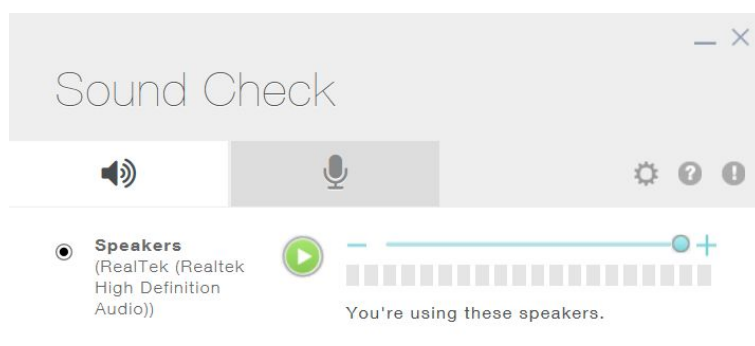 Sound Check
Speakers
(RealTek (Realtek
High Definition
Audio))
You're using these speakers.